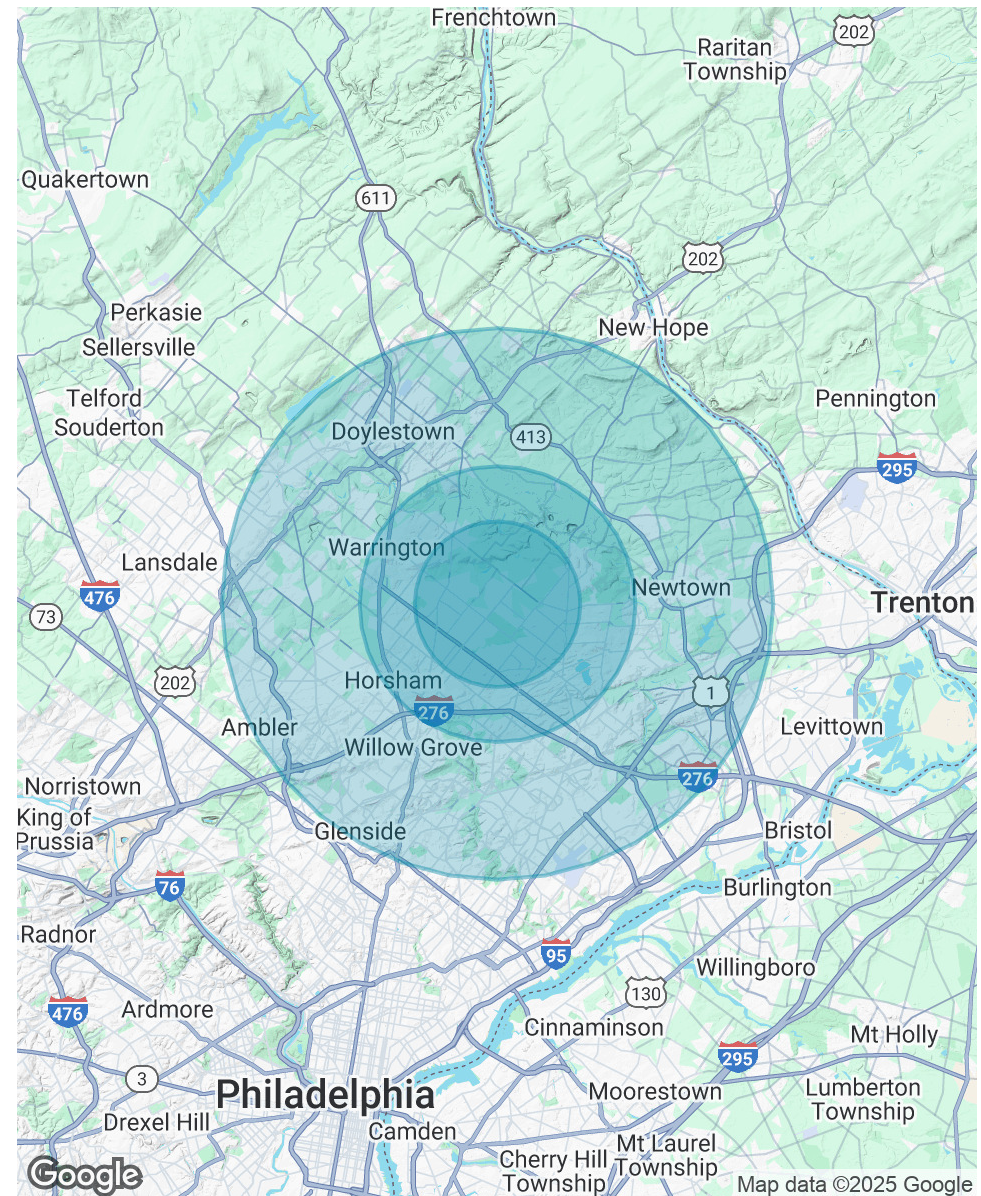 Frenchtown
202
Raritan
Township
Quakertown
611
202
Perkasie
New Hope
Sellersville
Telford
Souderton
Pennington
Doylestown
413
295
Warrington
Lansdale
Newtown
476
Trenton
73
Horsham
202
1
276
Ambler
Levittown
Willow Grove
276
Norristown
King of
Prussia
Glenside
Bristol
76
Burlington
Radnor
95
Willingboro
130
476
Ardmore
Cinnaminson
Mt Holly
295
3
Philadelphia
Moorestown
Lumberton
Township
Drexel Hill
Camden
Mt Laurel
Township
Cherry Hill
Township
Google
Map data ©2025 Google